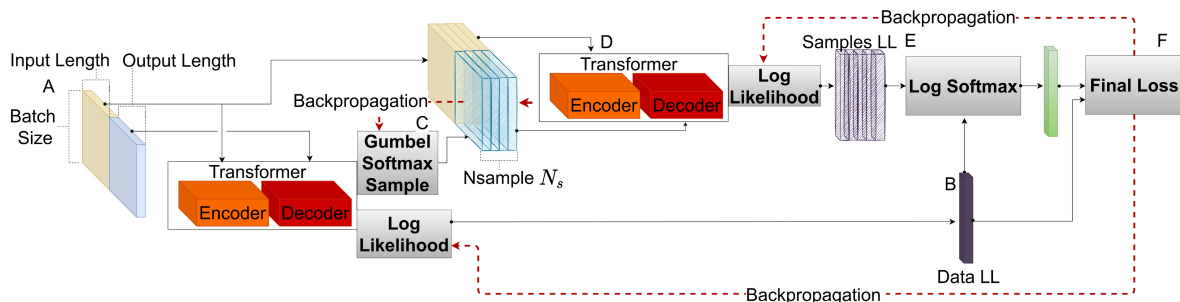 Backpropagation
Samples LL
E
F
D
Input Length
Output Length
A
Transformer
Encoder
Decoder
Log
Likelihood
Log Softmax
Final Loss
Batch
Size
Backpropagation
C
Gumbel
Softmax
Sample
Nsample N_s
Transformer
Encoder
Decoder
Log
Likelihood
B
Data LL
Backpropagation